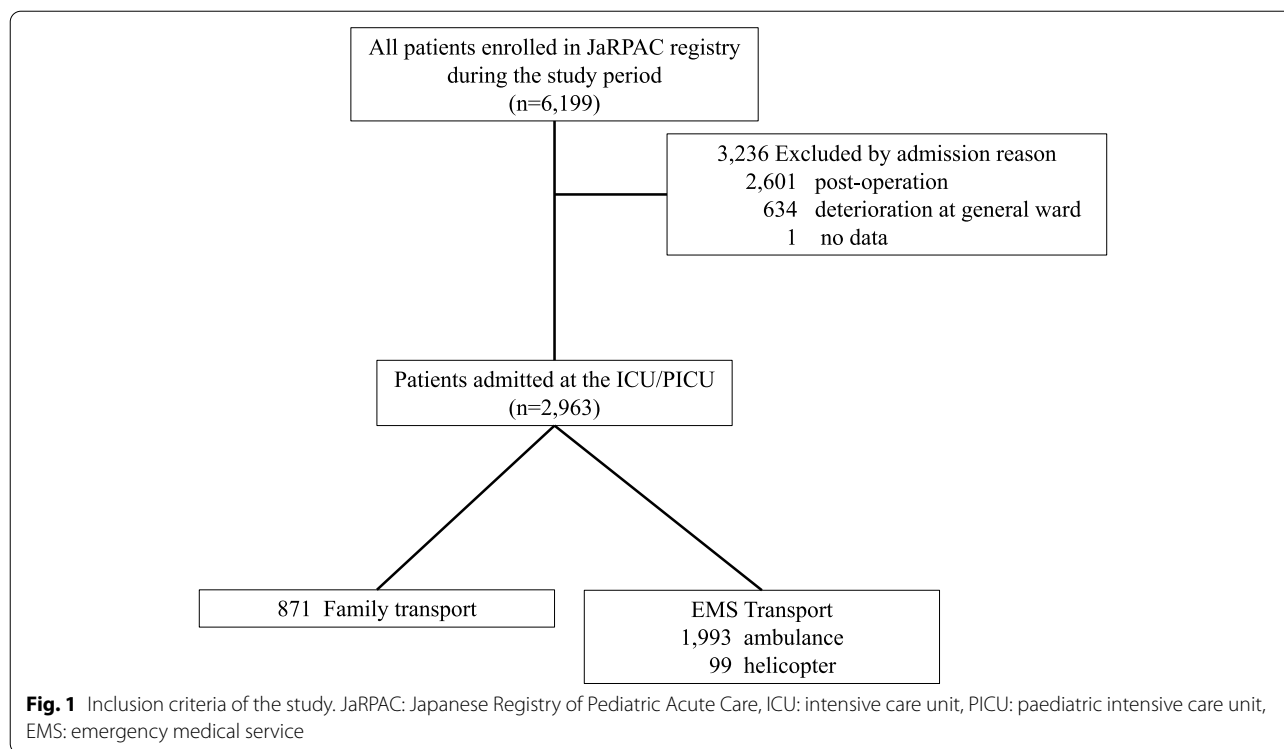 All patients enrolled in JaRPAC registry
during the study period
(n=6,199)
3,236 Excluded by admission reason
2,601 post-operation
634 deterioration at general ward
1 no data
Patients admitted at the ICU/PICU
(n=2,963)
871 Family transport
EMS Transport
1,993 ambulance
99 helicopter
Fig. 1 Inclusion criteria of the study. JaRPAC: Japanese Registry of Pediatric Acute Care, ICU: intensive care unit, PICU: paediatric intensive care unit,
EMS: emergency medical service